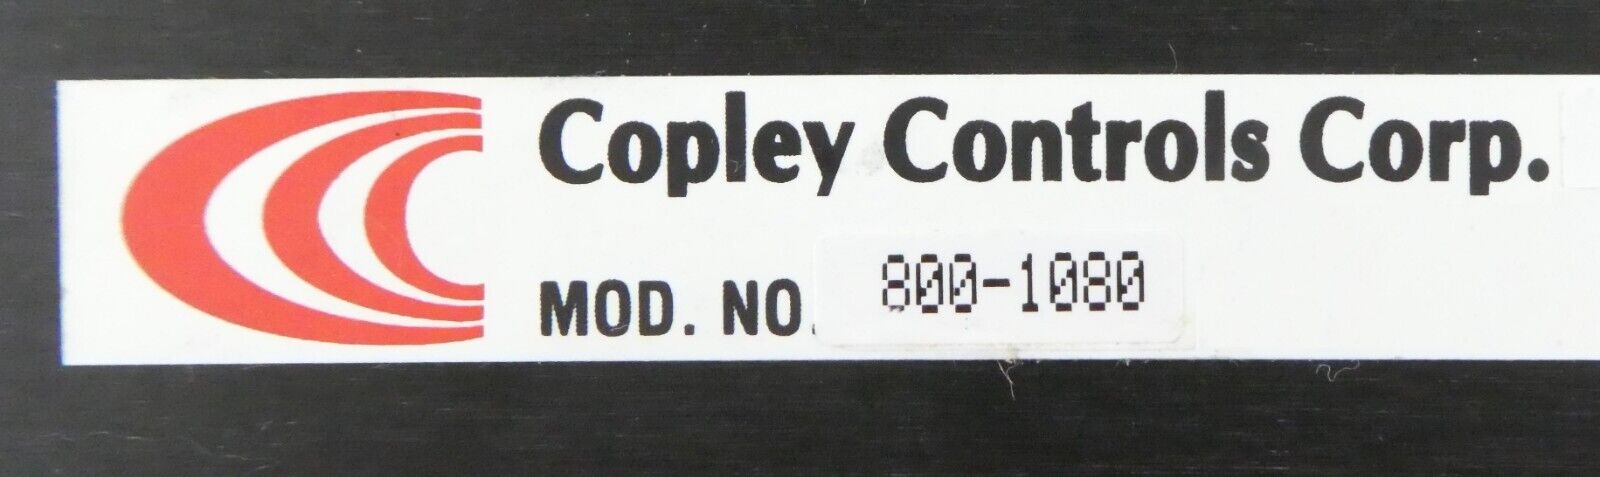 Copley Controls Corp.
MOD. NO. 800-1080